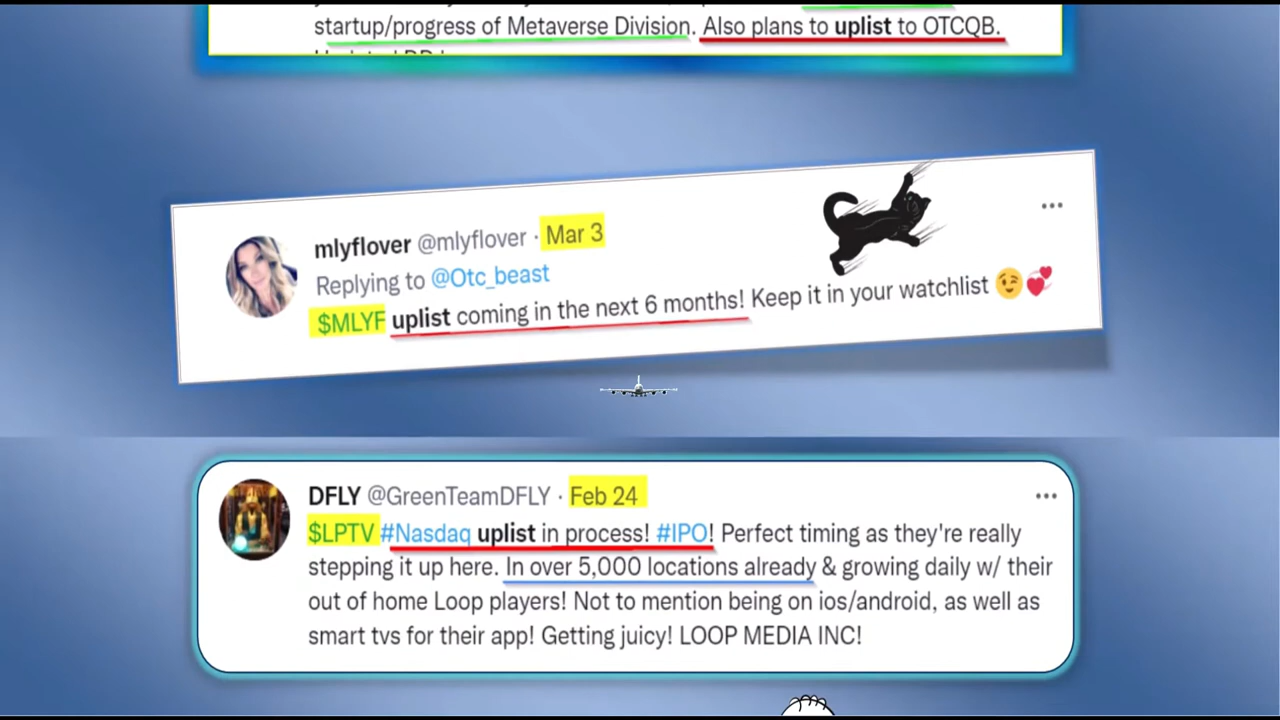 startup/progress of Metaverse Division. Also plans to uplist to OTCQB.
mlyflover @mlyflover · Mar 3
Replying to @Otc_beast
$MLYF uplist coming in the next 6 months! Keep it in your watchlist 😉💞
DFLY @GreenTeamDFLY · Feb 24
$LPTV #Nasdaq uplist in process! #IPO! Perfect timing as they're really
stepping it up here. In over 5,000 locations already & growing daily w/ their
out of home Loop players! Not to mention being on ios/android, as well as
smart tvs for their app! Getting juicy! LOOP MEDIA INC!